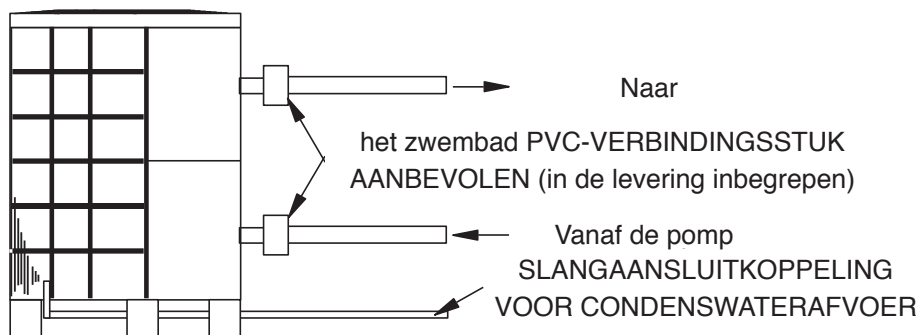 Naar
het zwembad PVC-VERBINDINGSSTUK
AANBEVOLEN (in de levering inbegrepen)
Vanaf de pomp
SLANGAANSLUITKOPPELING
VOOR CONDENSWATERAFVOER